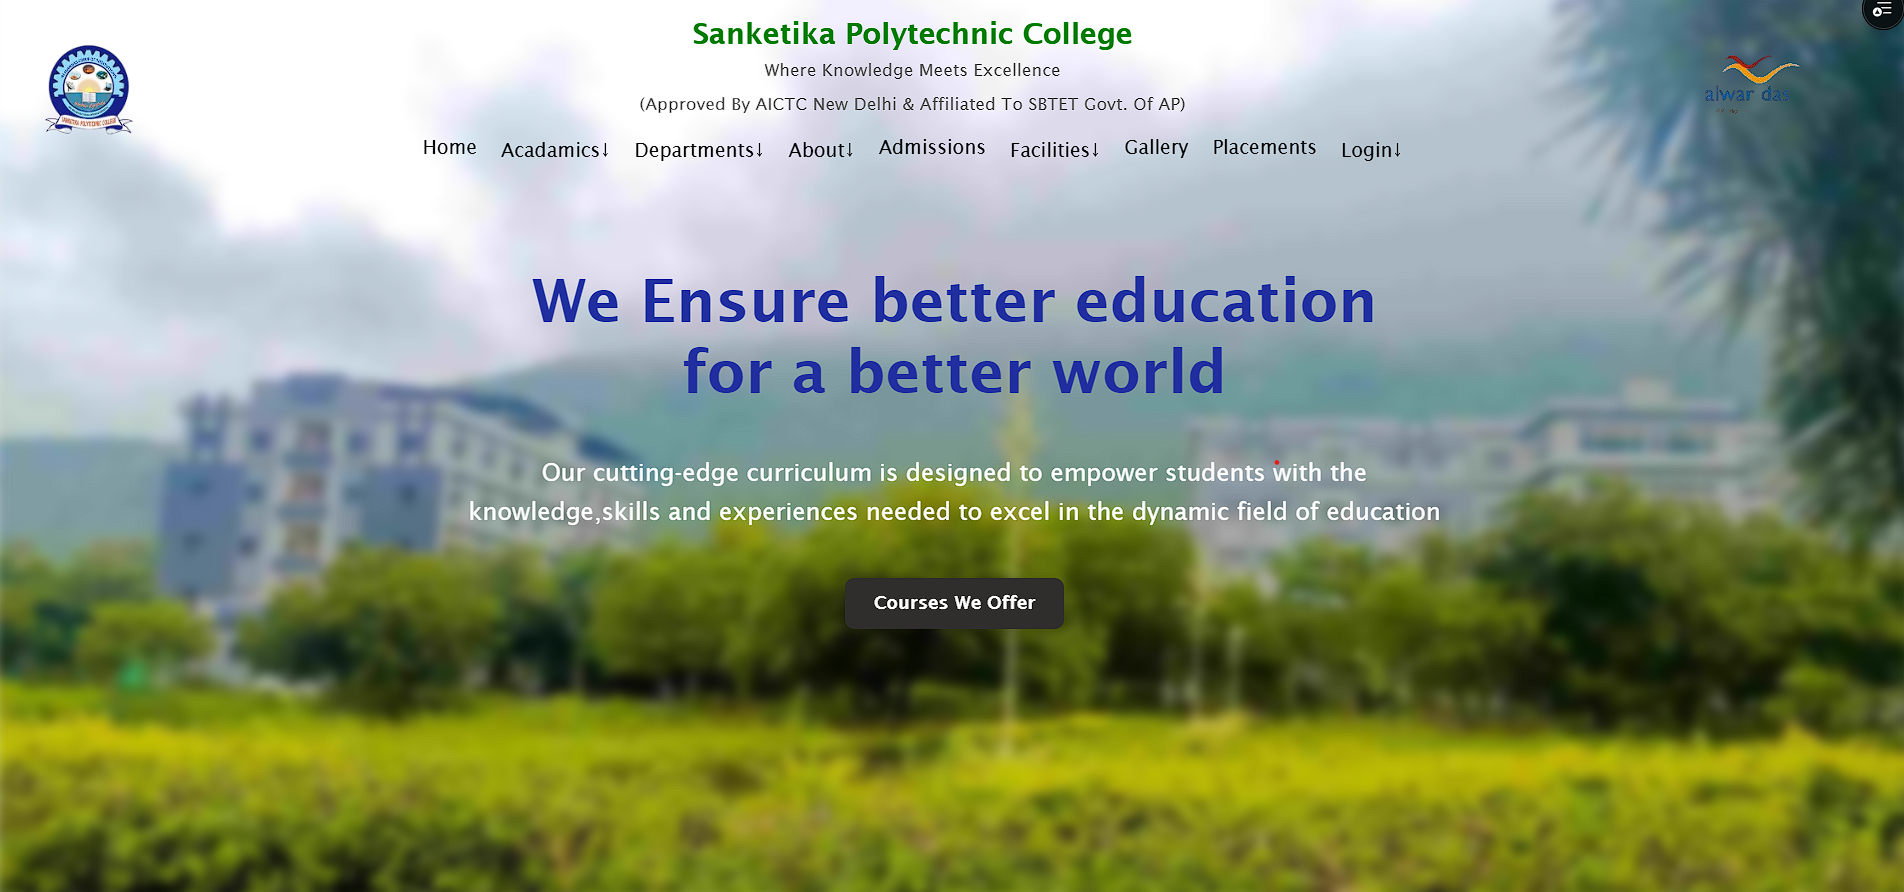 Sanketika Polytechnic College
Where Knowledge Meets Excellence
(Approved By AICTC New Delhi & Affiliated To SBTET Govt. Of AP)
SANKETIKA POLYTECHNIC COLLEGE
alwar das
Home Acadamics↓ Departments↓ About↓ Admissions Facilities↓ Gallery Placements Login↓
We Ensure better education
for a better world
Our cutting-edge curriculum is designed to empower students with the
knowledge,skills and experiences needed to excel in the dynamic field of education
Courses We Offer